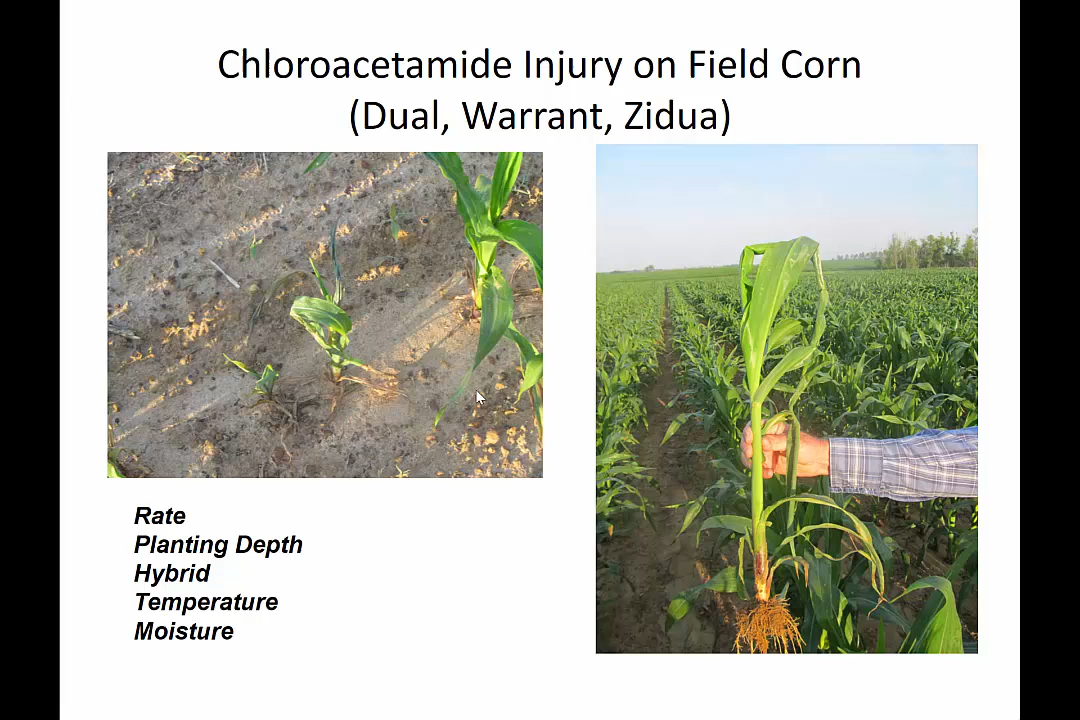 Chloroacetamide Injury on Field Corn
(Dual, Warrant, Zidua)
Rate
Planting Depth
Hybrid
Temperature
Moisture